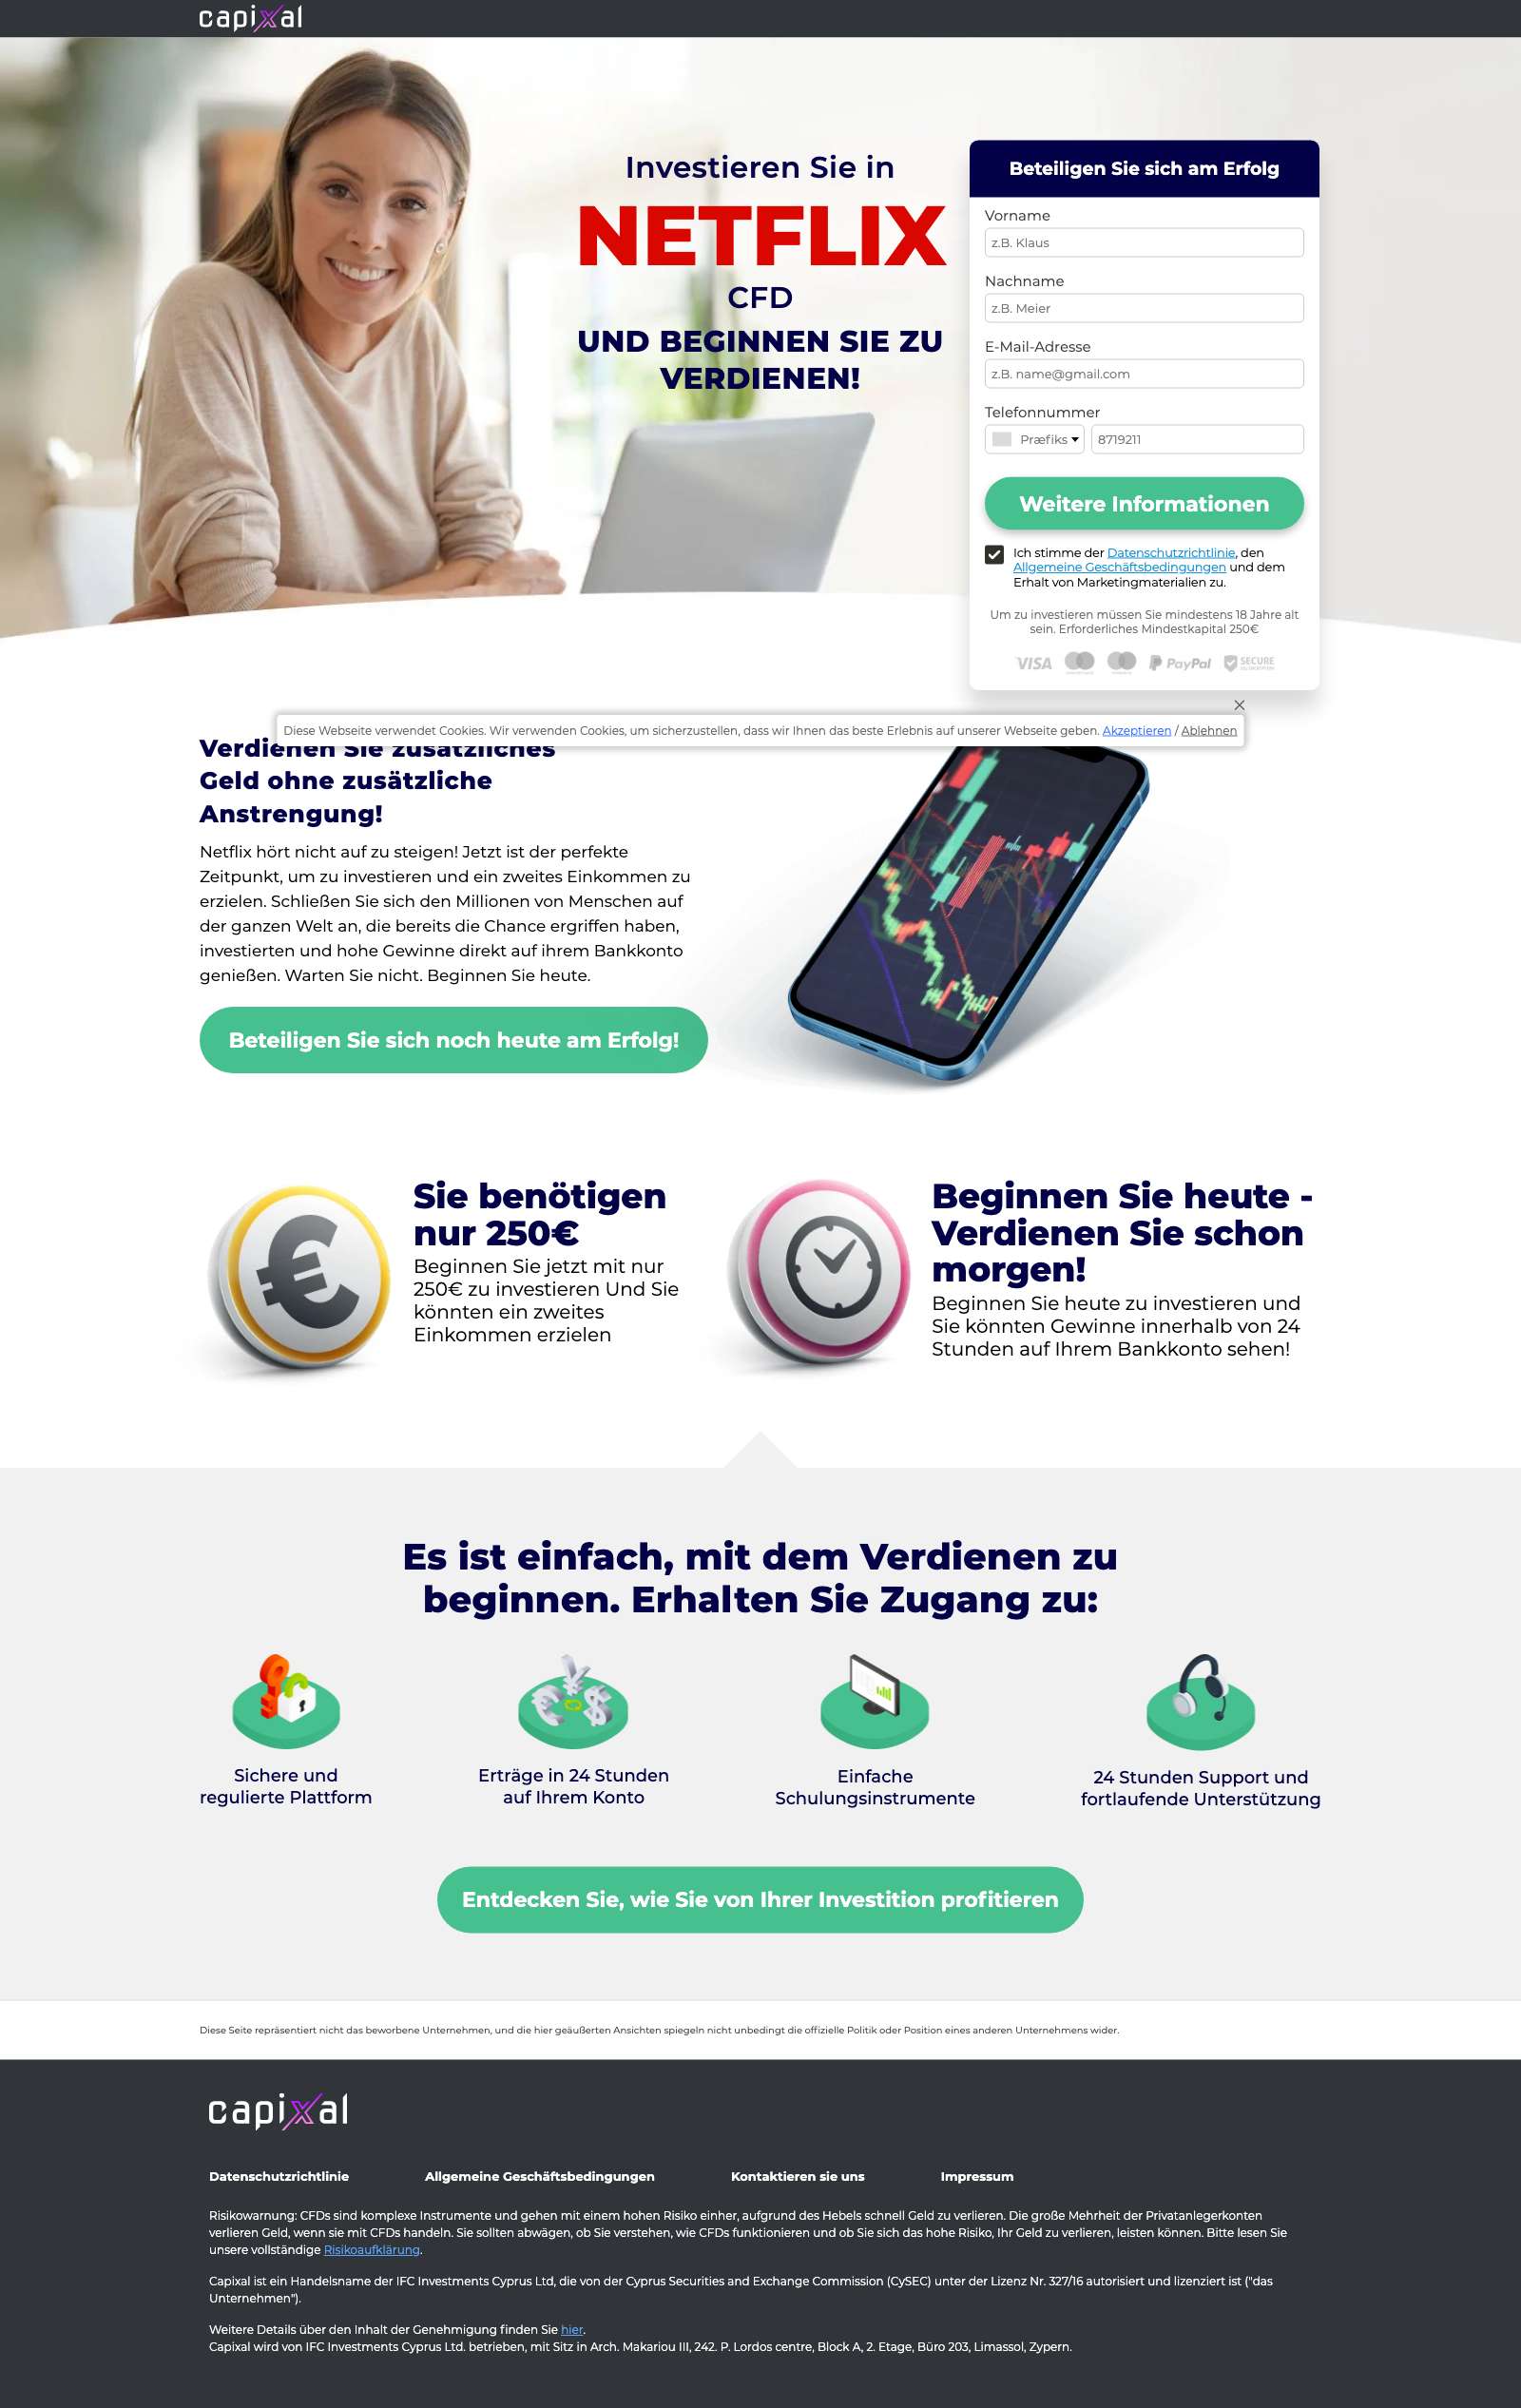 capixal
Investieren Sie in
NETFLIX
CFD
UND BEGINNEN SIE ZU
VERDIENEN!
Beteiligen Sie sich am Erfolg
Vorname
z.B. Klaus
Nachname
z.B. Meier
E-Mail-Adresse
z.B. name@gmail.com
Telefonnummer
Præfiks 8719211
Weitere Informationen
Ich stimme der Datenschutzrichtlinie, den
Allgemeine Geschäftsbedingungen und dem
Erhalt von Marketingmaterialien zu.
Um zu investieren müssen Sie mindestens 18 Jahre alt
sein. Erforderliches Mindestkapital 250€
VISA PayPal SECURE
Diese Webseite verwendet Cookies. Wir verwenden Cookies, um sicherzustellen, dass wir Ihnen das beste Erlebnis auf unserer Webseite geben. Akzeptieren / Ablehnen
Verdienen Sie zusätzliches
Geld ohne zusätzliche
Anstrengung!
Netflix hört nicht auf zu steigen! Jetzt ist der perfekte
Zeitpunkt, um zu investieren und ein zweites Einkommen zu
erzielen. Schließen Sie sich den Millionen von Menschen auf
der ganzen Welt an, die bereits die Chance ergriffen haben,
investierten und hohe Gewinne direkt auf ihrem Bankkonto
genießen. Warten Sie nicht. Beginnen Sie heute.
Beteiligen Sie sich noch heute am Erfolg!
Sie benötigen
nur 250€
Beginnen Sie jetzt mit nur
250€ zu investieren Und Sie
könnten ein zweites
Einkommen erzielen
Beginnen Sie heute -
Verdienen Sie schon
morgen!
Beginnen Sie heute zu investieren und
Sie könnten Gewinne innerhalb von 24
Stunden auf Ihrem Bankkonto sehen!
Es ist einfach, mit dem Verdienen zu
beginnen. Erhalten Sie Zugang zu:
Sichere und
regulierte Plattform
Erträge in 24 Stunden
auf Ihrem Konto
Einfache
Schulungsinstrumente
24 Stunden Support und
fortlaufende Unterstützung
Entdecken Sie, wie Sie von Ihrer Investition profitieren
Diese Seite repräsentiert nicht das beworbene Unternehmen, und die hier geäußerten Ansichten spiegeln nicht unbedingt die offizielle Politik oder Position eines anderen Unternehmens wider.
capixal
Datenschutzrichtlinie Allgemeine Geschäftsbedingungen Kontaktieren sie uns Impressum
Risikowarnung: CFDs sind komplexe Instrumente und gehen mit einem hohen Risiko einher, aufgrund des Hebels schnell Geld zu verlieren. Die große Mehrheit der Privatanlegerkonten
verlieren Geld, wenn sie mit CFDs handeln. Sie sollten abwägen, ob Sie verstehen, wie CFDs funktionieren und ob Sie sich das hohe Risiko, Ihr Geld zu verlieren, leisten können. Bitte lesen Sie
unsere vollständige Risikoaufklärung.
Capixal ist ein Handelsname der IFC Investments Cyprus Ltd, die von der Cyprus Securities and Exchange Commission (CySEC) unter der Lizenz Nr. 327/16 autorisiert und lizenziert ist ("das
Unternehmen").
Weitere Details über den Inhalt der Genehmigung finden Sie hier.
Capixal wird von IFC Investments Cyprus Ltd. betrieben, mit Sitz in Arch. Makariou III, 242. P. Lordos centre, Block A, 2. Etage, Büro 203, Limassol, Zypern.